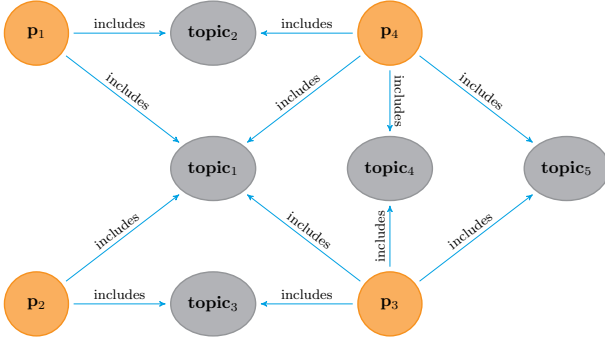 p₁ includes topic₂ includes p₄
includes includes includes includes
topic₁ topic₄ topic₅
includes includes includes includes
p₂ includes topic₃ includes p₃